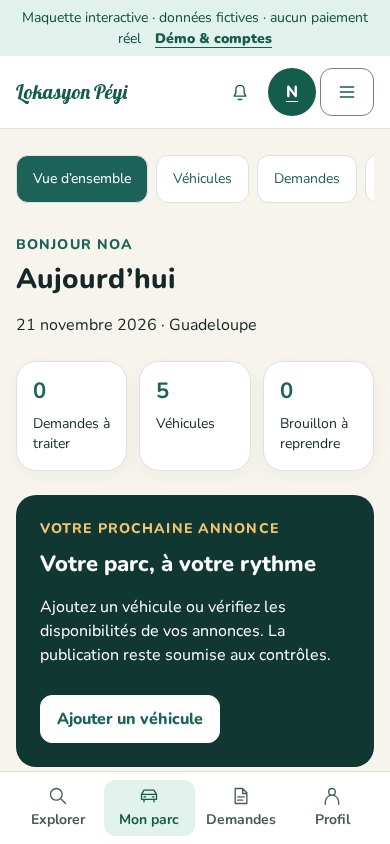 Maquette interactive · données fictives · aucun paiement
réel Démo & comptes
Lokasyon Péyi
N
Vue d’ensemble
Véhicules
Demandes
BONJOUR NOA
Aujourd’hui
21 novembre 2026 · Guadeloupe
0
Demandes à
traiter
5
Véhicules
0
Brouillon à
reprendre
VOTRE PROCHAINE ANNONCE
Votre parc, à votre rythme
Ajoutez un véhicule ou vérifiez les
disponibilités de vos annonces. La
publication reste soumise aux contrôles.
Ajouter un véhicule
Explorer
Mon parc
Demandes
Profil